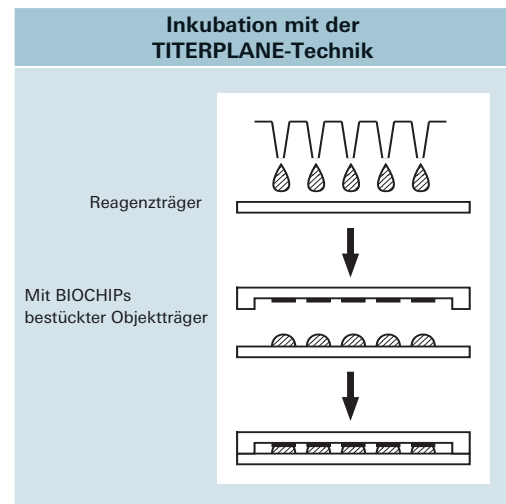 Inkubation mit der
TITERPLANE-Technik
Reagenzträger
Mit BIOCHIPs
bestückter Objektträger